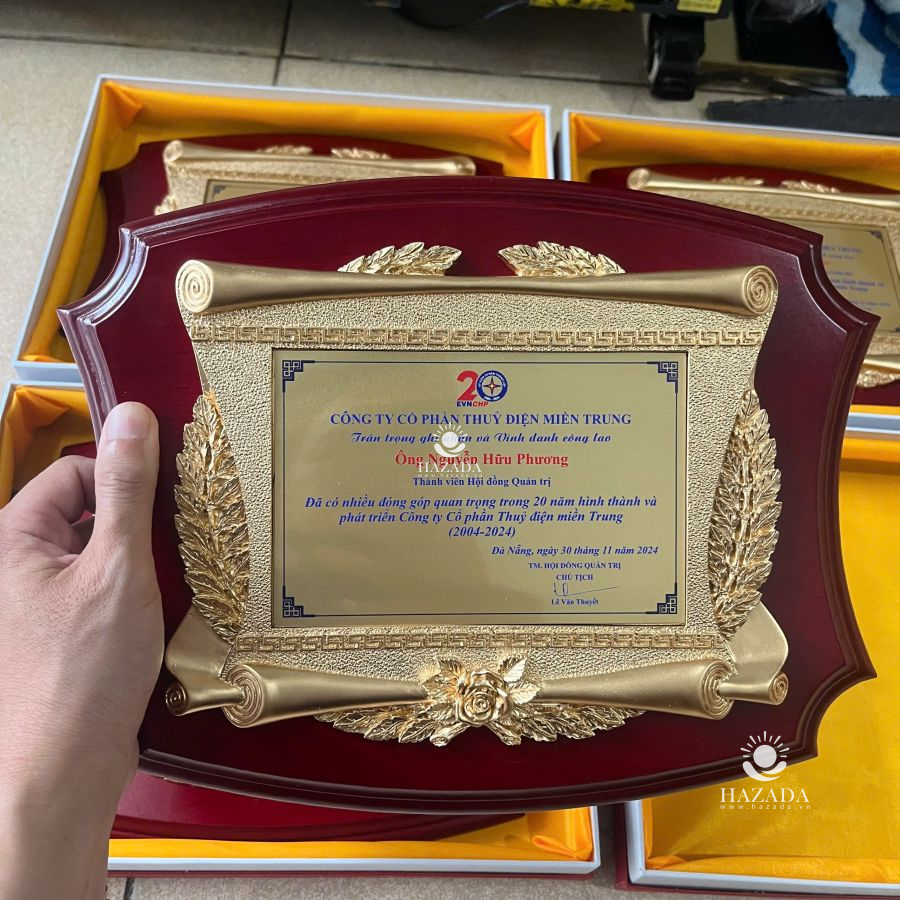 20
EVNCHP
CÔNG TY CỔ PHẦN THUỶ ĐIỆN MIỀN TRUNG
Trân trọng ghi nhận và Vinh danh công lao
Ông Nguyễn Hữu Phương
HAZADA
Thành viên Hội đồng Quản trị
Đã có nhiều đóng góp quan trọng trong 20 năm hình thành và
phát triển Công ty Cổ phần Thuỷ điện miền Trung
(2004-2024)
Đà Nẵng, ngày 30 tháng 11 năm 2024
TM. HỘI ĐỒNG QUẢN TRỊ
CHỦ TỊCH
Lê Văn Thuyết
HAZADA
www.hazada.vn